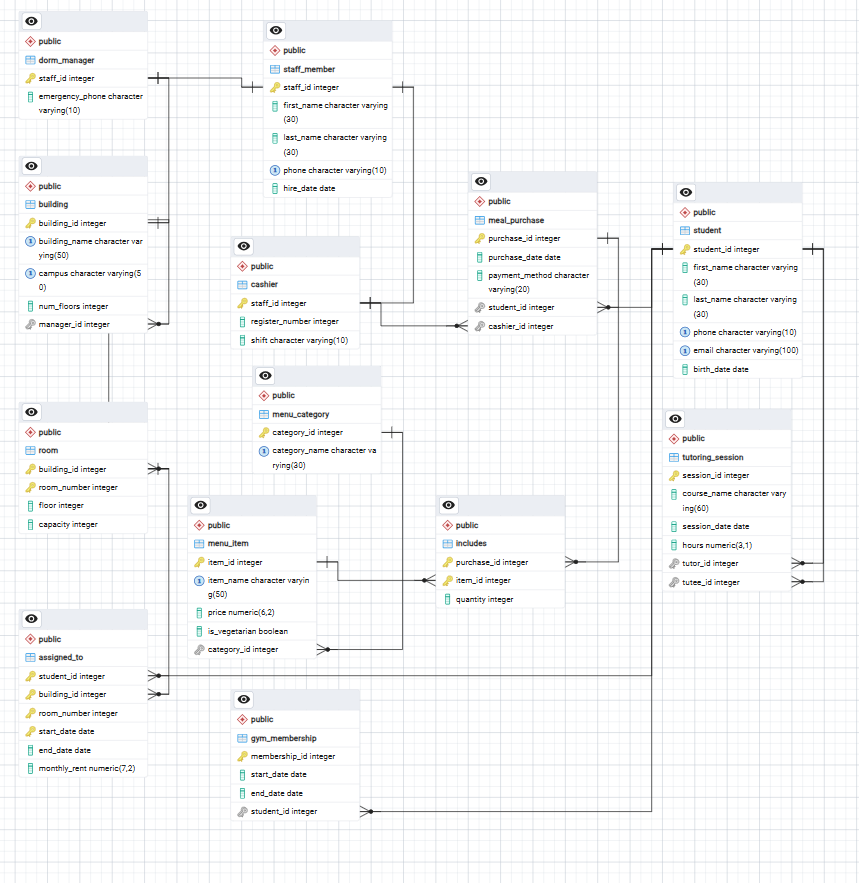 public
dorm_manager
staff_id integer
emergency_phone character
varying(10)
public
staff_member
staff_id integer
first_name character varying
(30)
last_name character varying
(30)
1 phone character varying(10)
hire_date date
public
building
building_id integer
1 building_name character var
ying(50)
1 campus character varying(5
0)
num_floors integer
manager_id integer
public
meal_purchase
purchase_id integer
purchase_date date
payment_method character
varying(20)
student_id integer
cashier_id integer
public
student
student_id integer
first_name character varying
(30)
last_name character varying
(30)
1 phone character varying(10)
1 email character varying(100)
birth_date date
public
cashier
staff_id integer
register_number integer
shift character varying(10)
public
menu_category
category_id integer
1 category_name character va
rying(30)
public
room
building_id integer
room_number integer
floor integer
capacity integer
public
tutoring_session
session_id integer
course_name character vary
ing(60)
session_date date
hours numeric(3,1)
tutor_id integer
tutee_id integer
public
menu_item
item_id integer
1 item_name character varyin
g(50)
price numeric(6,2)
is_vegetarian boolean
category_id integer
public
includes
purchase_id integer
item_id integer
quantity integer
public
assigned_to
student_id integer
building_id integer
room_number integer
start_date date
end_date date
monthly_rent numeric(7,2)
public
gym_membership
membership_id integer
start_date date
end_date date
student_id integer